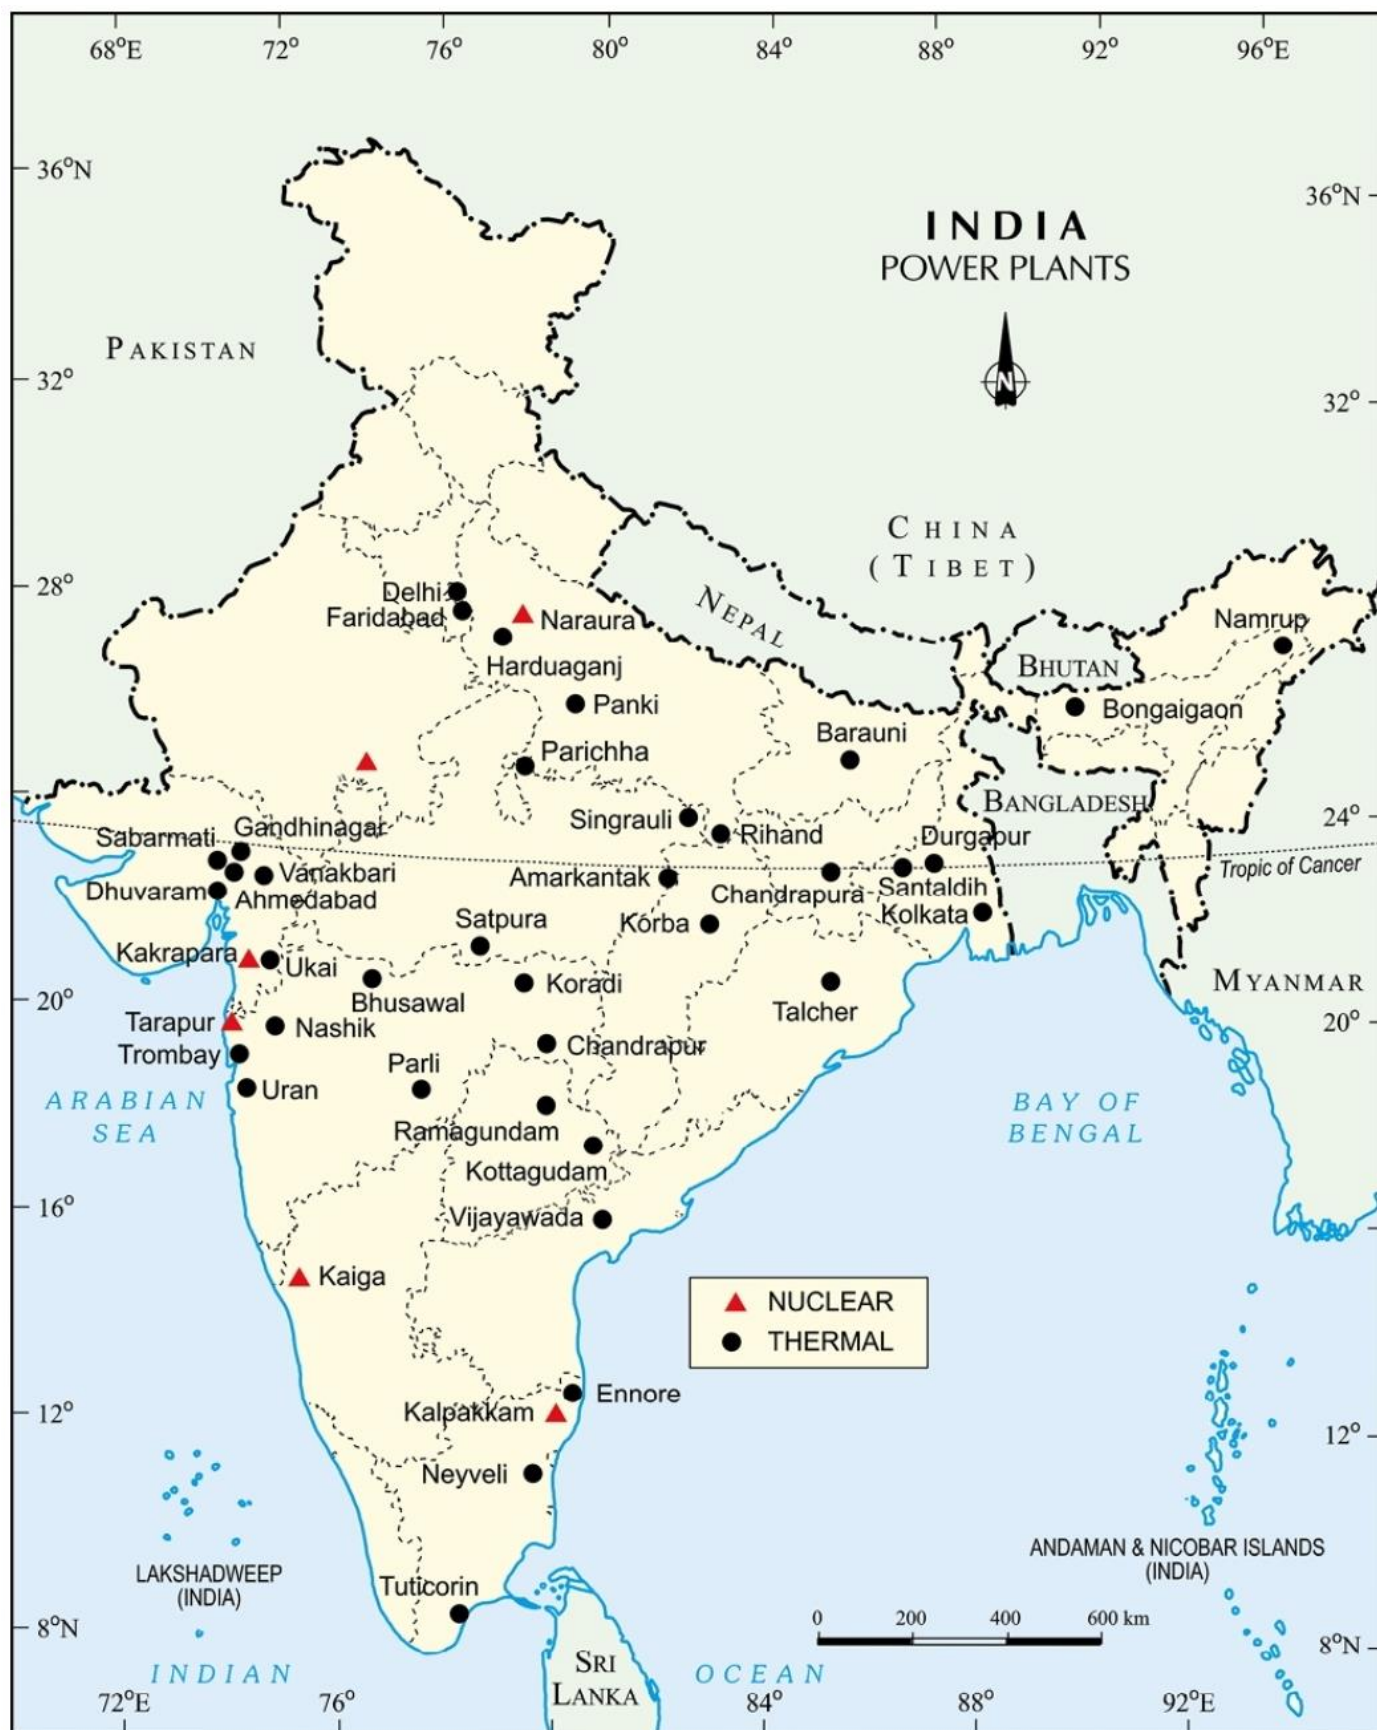 68°E 72° 76° 80° 84° 88° 92° 96°E
36°N
36°N
INDIA
POWER PLANTS
N
PAKISTAN
32°
32°
CHINA
(TIBET)
NEPAL
28°
Delhi
Faridabad
Naraura
Harduaganj
Namrup
BHUTAN
Panki
Bongaigaon
Barauni
Parichha
BANGLADESH
Singrauli
Rihand
24°
Sabarmati
Gandhinagar
Durgapur
Tropic of Cancer
Vanakbari
Amarkantak
Chandrapura
Santaldih
Dhuvaram
Ahmedabad
Kolkata
Satpura
Korba
Kakrapara
Ukai
Koradi
MYANMAR
Bhusawal
20°
Talcher
Tarapur
Nashik
20°
Trombay
Chandrapur
Parli
Uran
ARABIAN
SEA
BAY OF
BENGAL
Ramagundam
Kottagudam
16°
Vijayawada
Kaiga
NUCLEAR
THERMAL
Ennore
12°
Kalpakkam
12°
Neyveli
LAKSHADWEEP
(INDIA)
ANDAMAN & NICOBAR ISLANDS
(INDIA)
Tuticorin
0 200 400 600 km
8°N
8°N
INDIAN
OCEAN
SRI
LANKA
72°E 76° 84° 88° 92°E